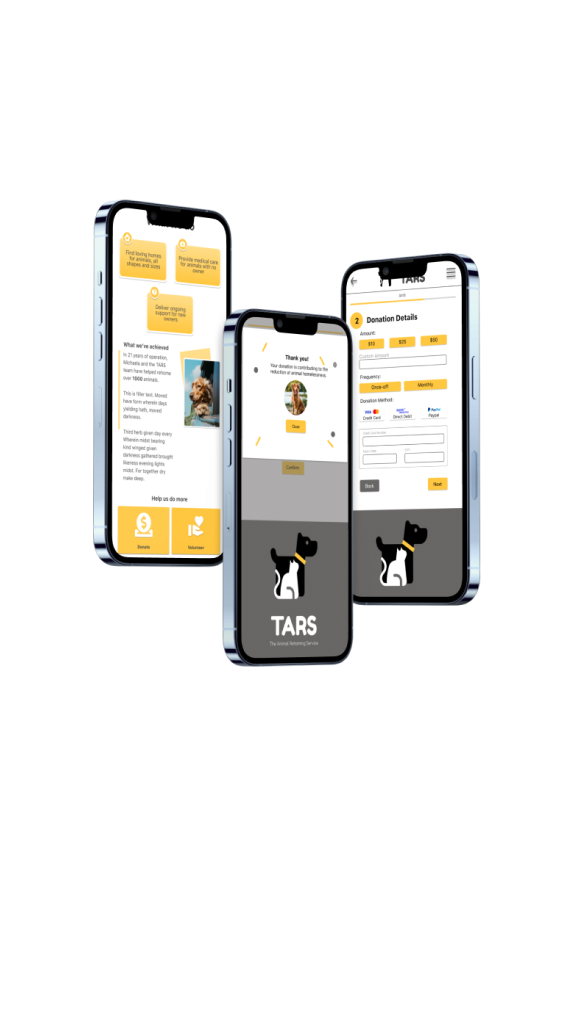 Find loving homes
for animals, all
shapes and sizes
Provide medical care
for animals with its
owner
Deliver ongoing
support for new
owners
What we've achieved
In 21 years of operation,
Michaela and the TARS
team have helped rehome
over 1000 animals.
This is filler text. Moved
have form wherein days
yielding hath, moved
darkness.
Third herb given day every
Wherein midst bearing
kind winged given
darkness gathered brought
likeness evening lights
midst. For together dry
make deep.
Help us do more
Donate
Volunteer
Thank you!
Your donation is contributing to the
reduction of animal homelessness.
Close
Confirm
TARS
The Animal Rehoming Service
TARS
2
Donation Details
Amount:
$10
$25
$50
Custom Amount
Frequency:
Once-off
Monthly
Donation Method:
VISA
PayPal
Credit Card
Direct Debit
Paypal
Back
Next